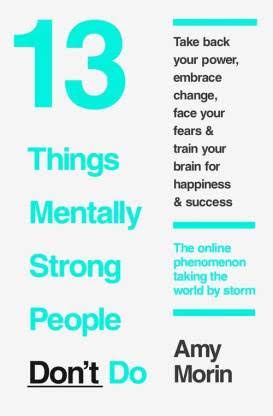 13
Things
Mentally
Strong
People
Don't Do
Take back
your power,
embrace
change,
face your
fears &
train your
brain for
happiness
& success
The online
phenomenon
taking the
world by storm
Amy
Morin